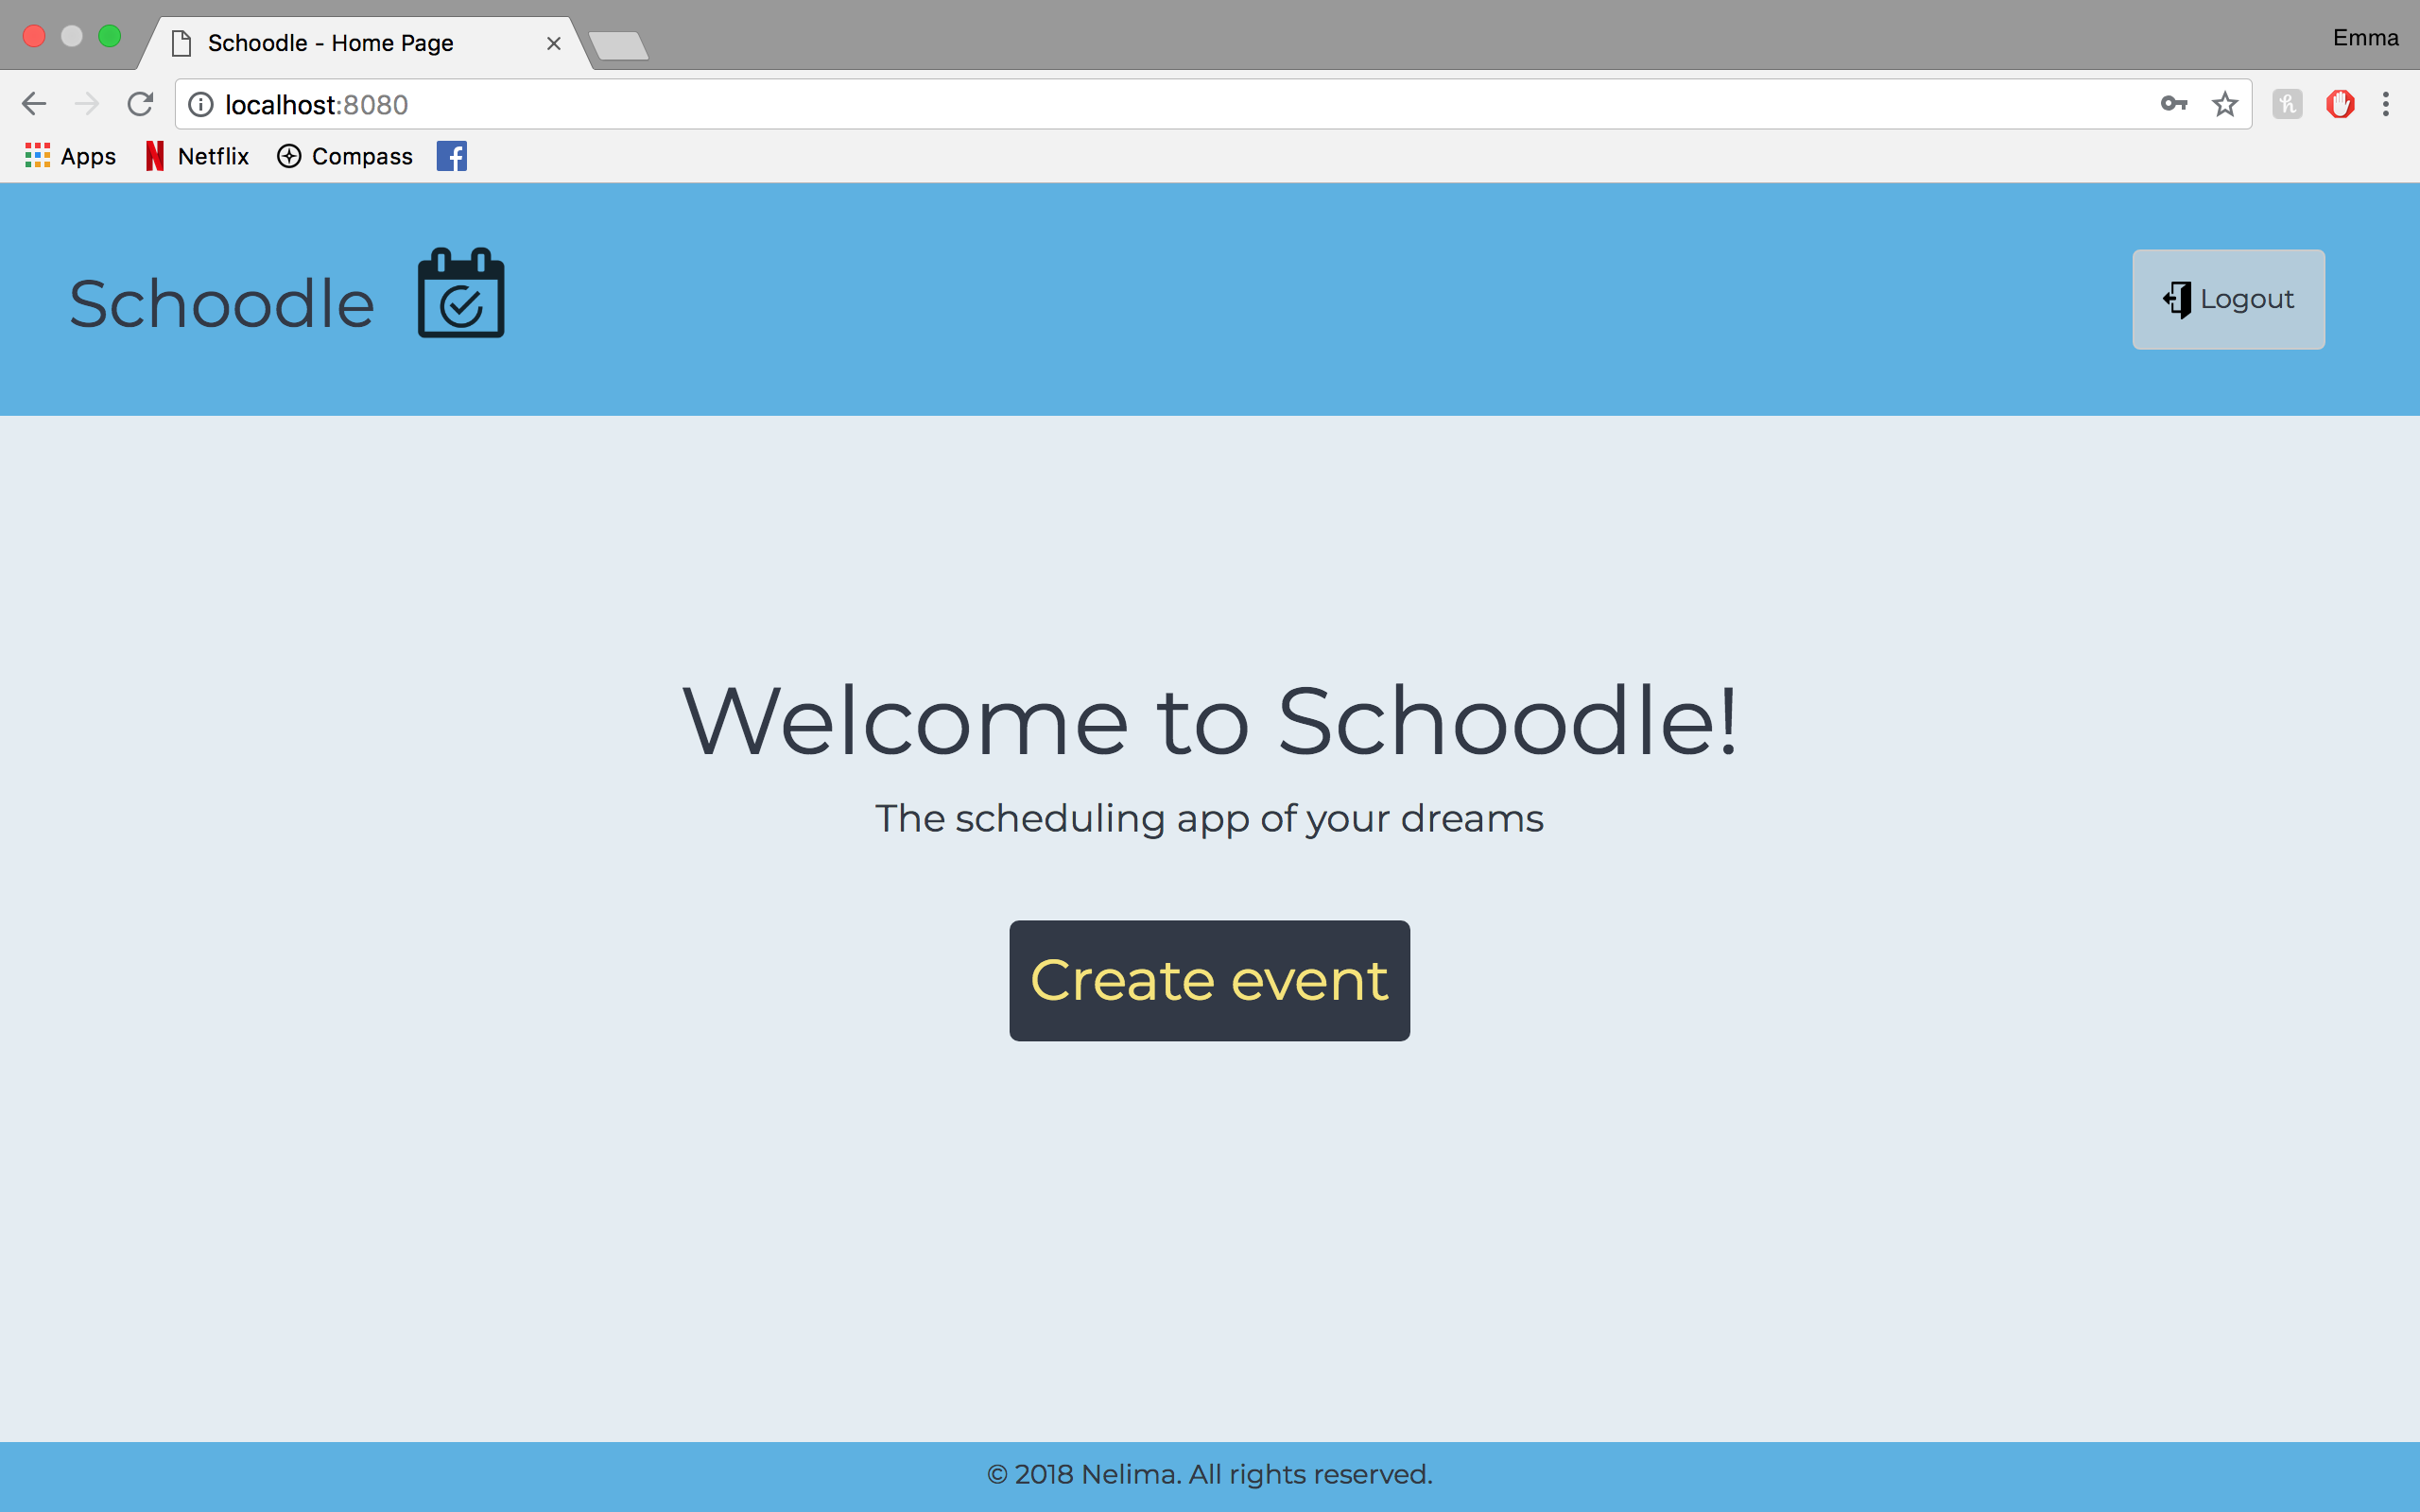 Schoodle - Home Page
Emma
localhost:8080
Apps Netflix Compass
Schoodle
Logout
Welcome to Schoodle!
The scheduling app of your dreams
Create event
© 2018 Nelima. All rights reserved.